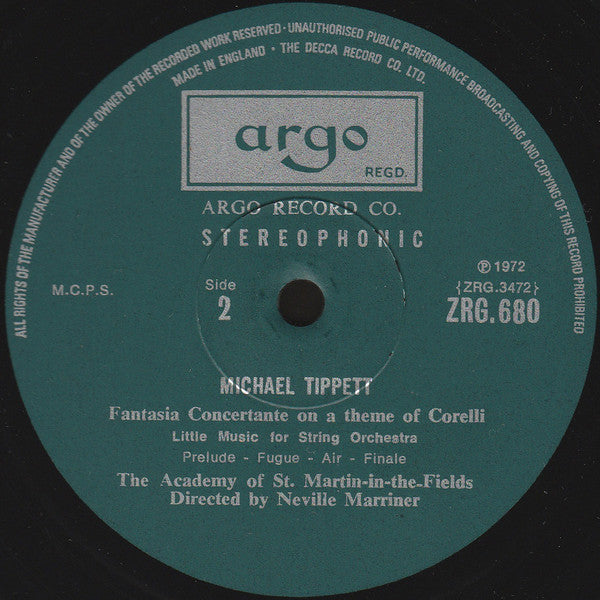 ALL RIGHTS OF THE MANUFACTURER AND OF THE OWNER OF THE RECORDED WORK RESERVED · UNAUTHORISED PUBLIC PERFORMANCE BROADCASTING AND COPYING OF THIS RECORD PROHIBITED
MADE IN ENGLAND · THE DECCA RECORD CO. LTD.
argo
REGD.
ARGO RECORD CO.
STEREOPHONIC
℗ 1972
M.C.P.S.
Side
2
{ZRG.3472}
ZRG.680
MICHAEL TIPPETT
Fantasia Concertante on a theme of Corelli
Little Music for String Orchestra
Prelude - Fugue - Air - Finale
The Academy of St. Martin-in-the-Fields
Directed by Neville Marriner